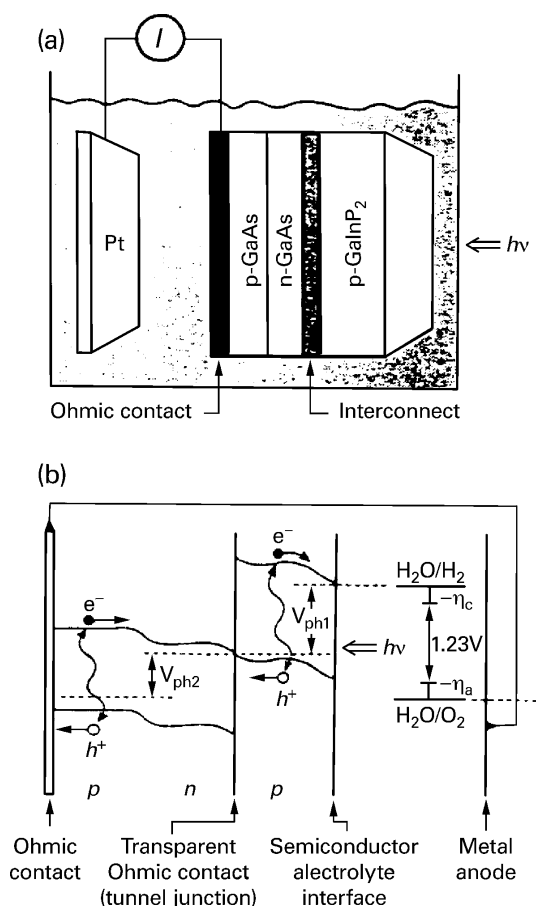 (a)
I
Pt
p-GaAs
n-GaAs
p-GaInP2
hν
Ohmic contact
Interconnect
(b)
e−
H2O/H2
−ηc
e−
Vph1
hν
1.23V
Vph2
h+
−ηa
H2O/O2
h+
p
n
p
Ohmic
contact
Transparent
Ohmic contact
(tunnel junction)
Semiconductor
alectrolyte
interface
Metal
anode